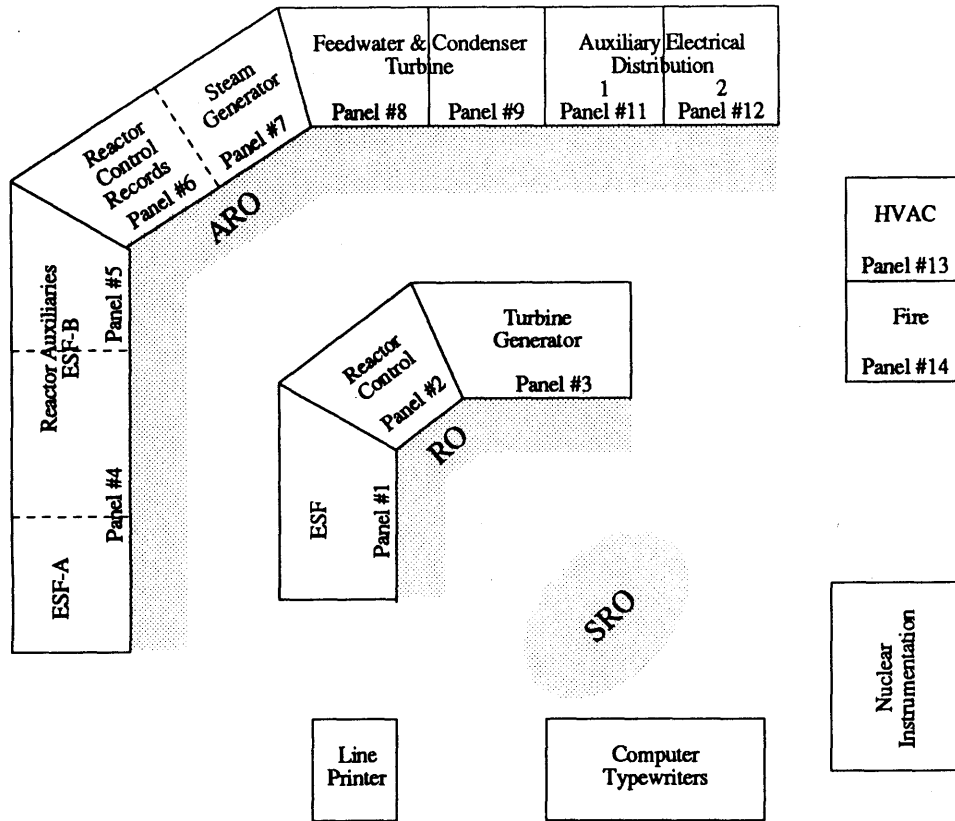 Feedwater & Condenser
Turbine
Panel #8
Panel #9
Auxiliary Electrical
Distribution
1
2
Panel #11
Panel #12
Steam
Generator
Panel #7
Reactor
Control
Records
Panel #6
ARO
Reactor Auxiliaries
ESF-B
Panel #5
Panel #4
ESF-A
HVAC
Panel #13
Fire
Panel #14
Turbine
Generator
Panel #3
Reactor
Control
Panel #2
RO
ESF
Panel #1
SRO
Nuclear
Instrumentation
Line
Printer
Computer
Typewriters